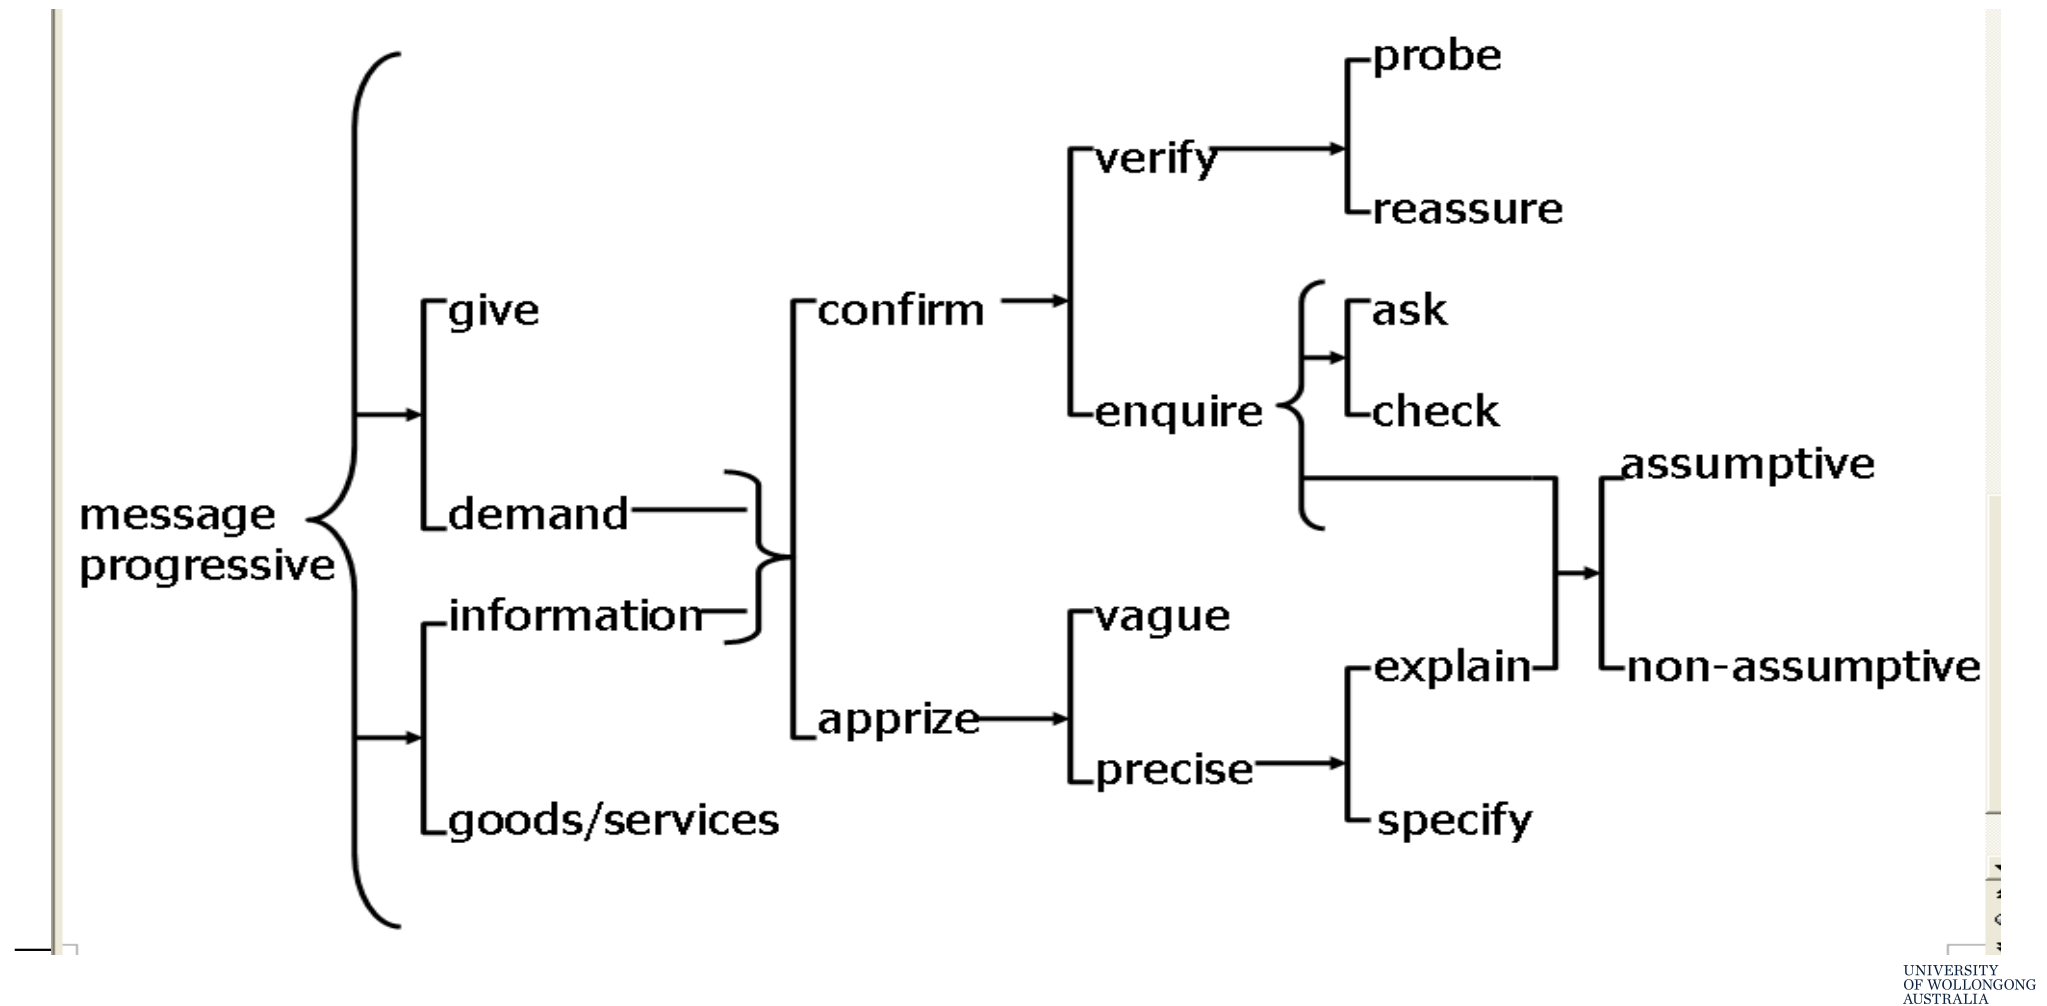 probe
verify
reassure
give
confirm
ask
enquire
check
assumptive
message
progressive
demand
information
vague
explain
non-assumptive
apprize
precise
goods/services
specify
UNIVERSITY
OF WOLLONGONG
AUSTRALIA